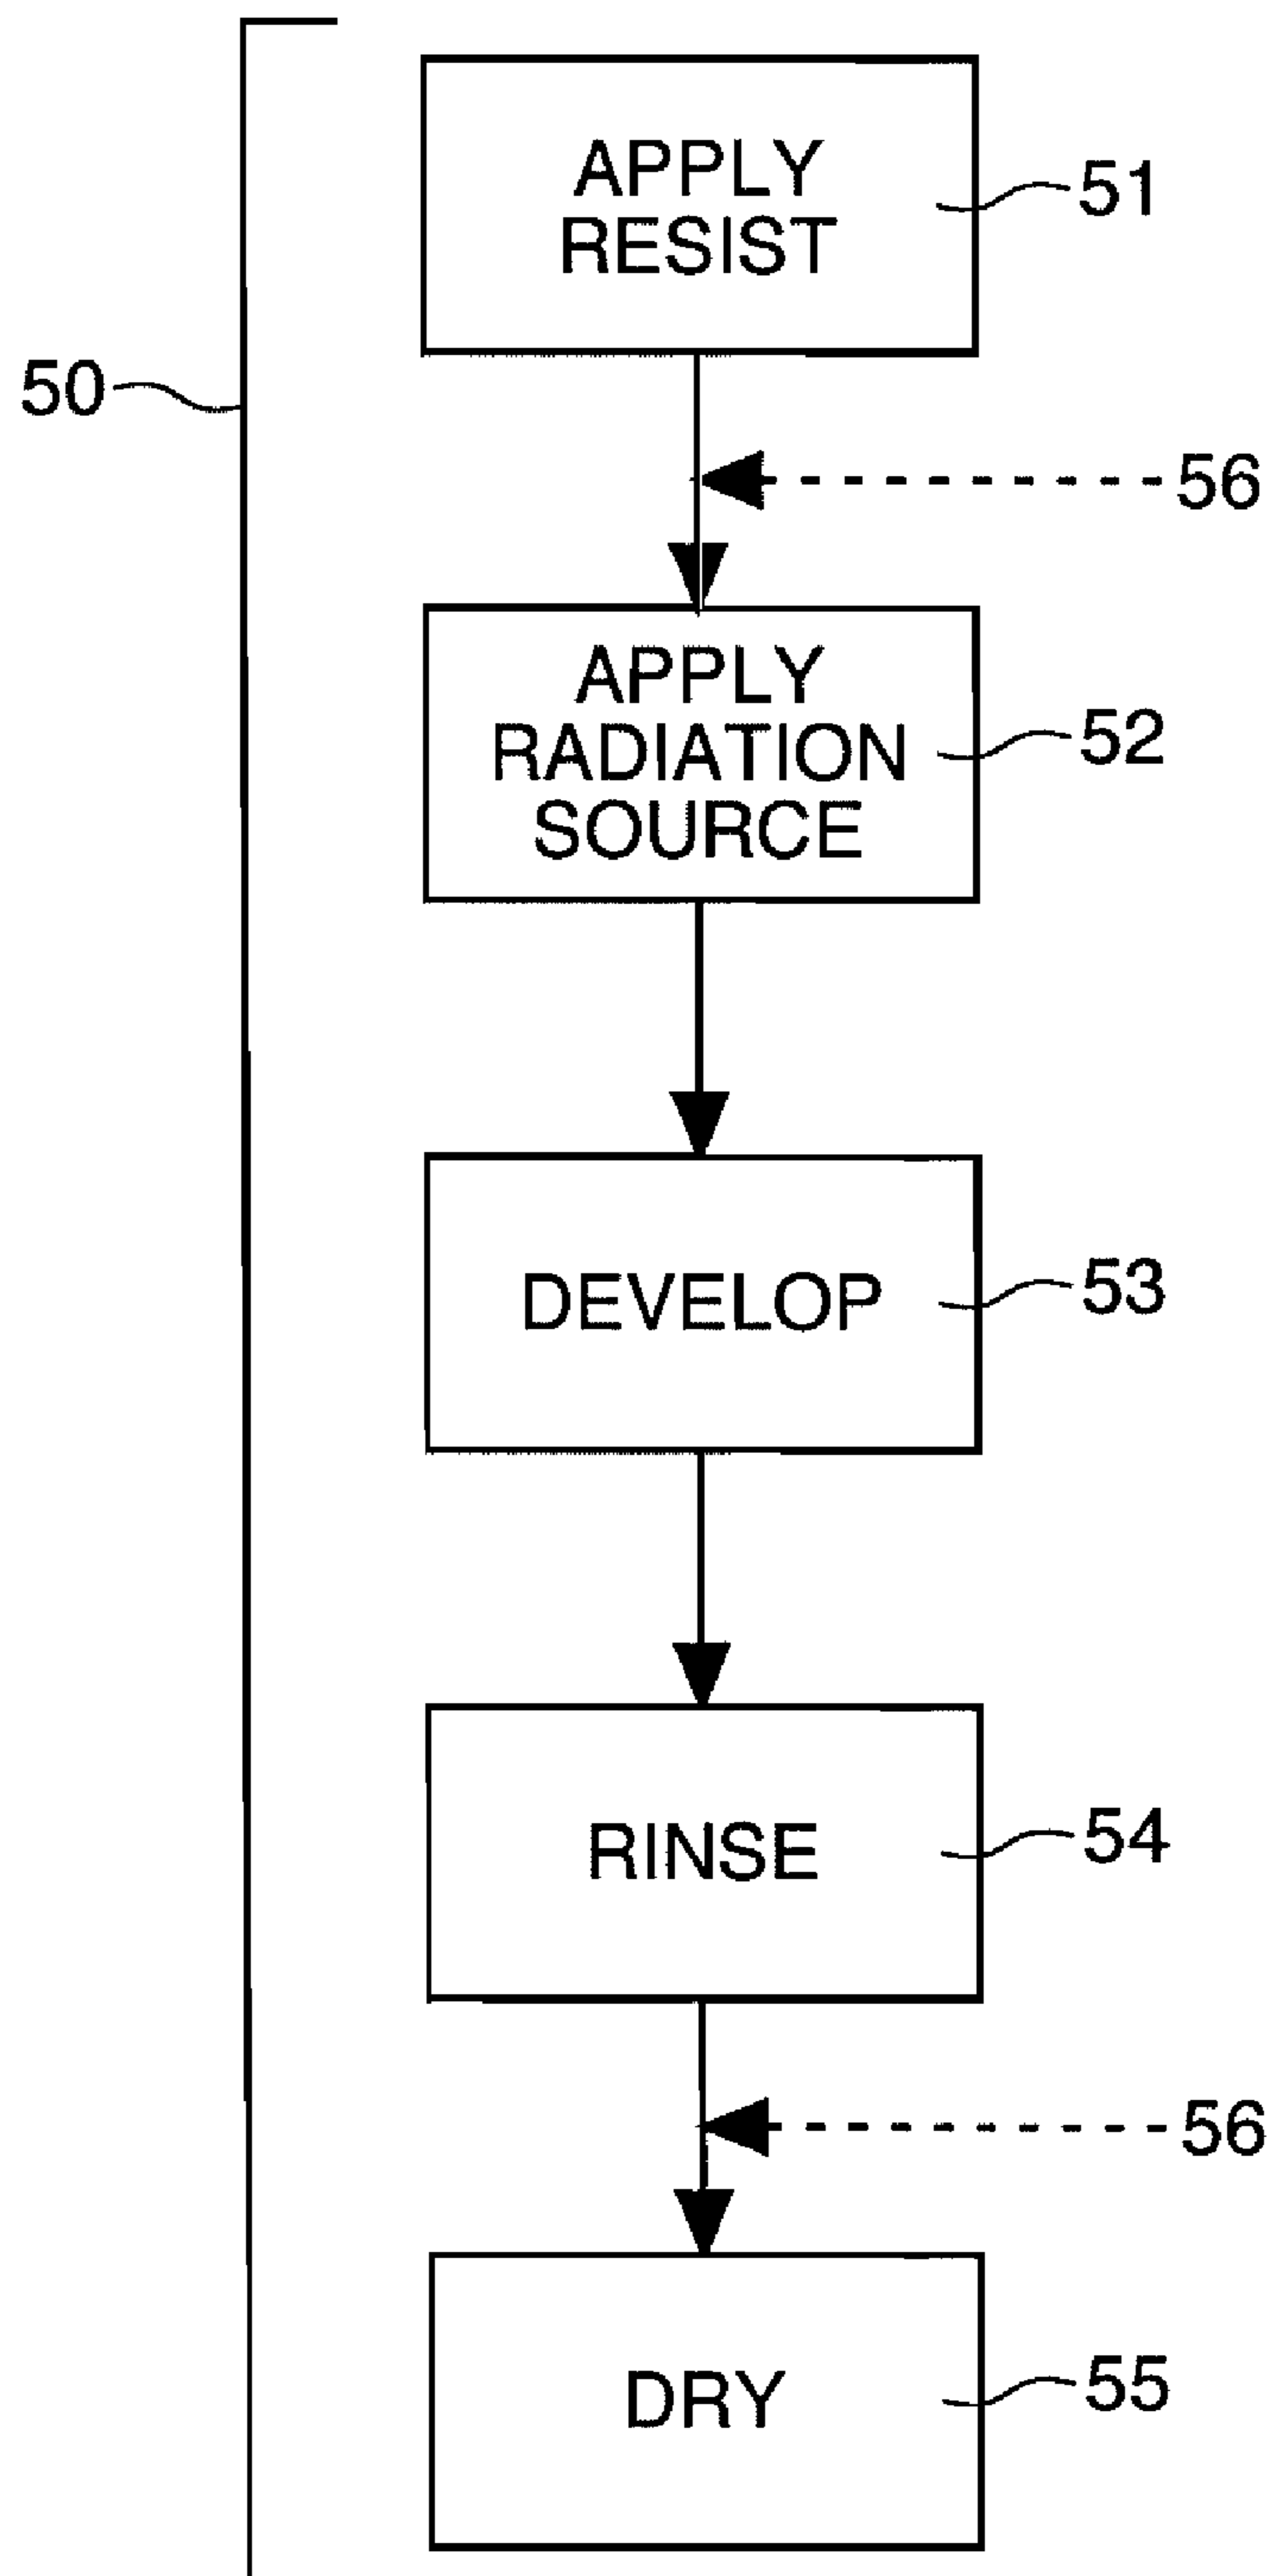 APPLY
RESIST
51
50
56
APPLY
RADIATION
SOURCE
52
DEVELOP
53
RINSE
54
56
DRY
55